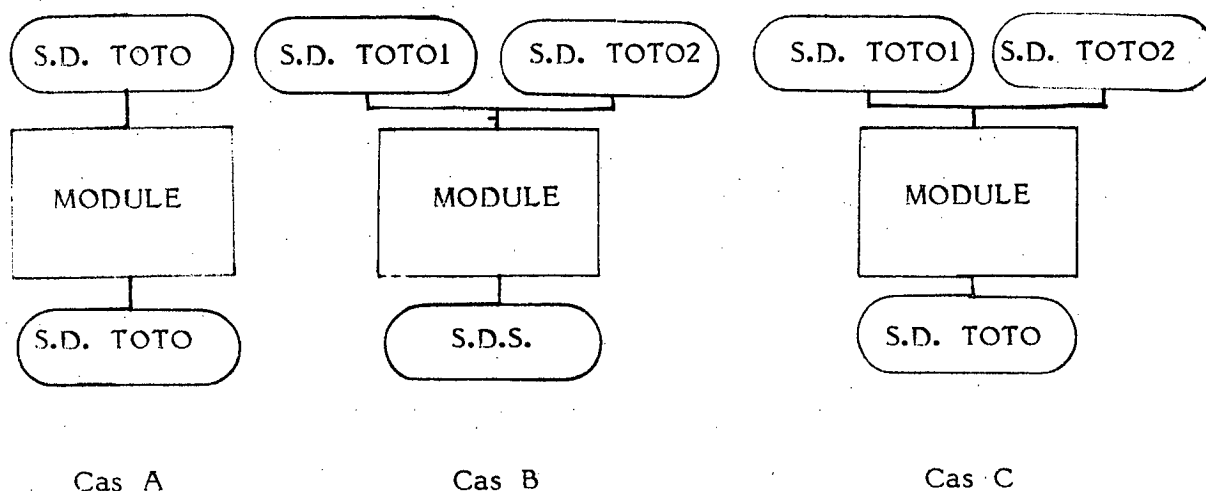 S.D. TOTO
S.D. TOTO1
S.D. TOTO2
S.D. TOTO1
S.D. TOTO2
MODULE
MODULE
MODULE
S.D. TOTO
S.D.S.
S.D. TOTO
Cas A
Cas B
Cas C